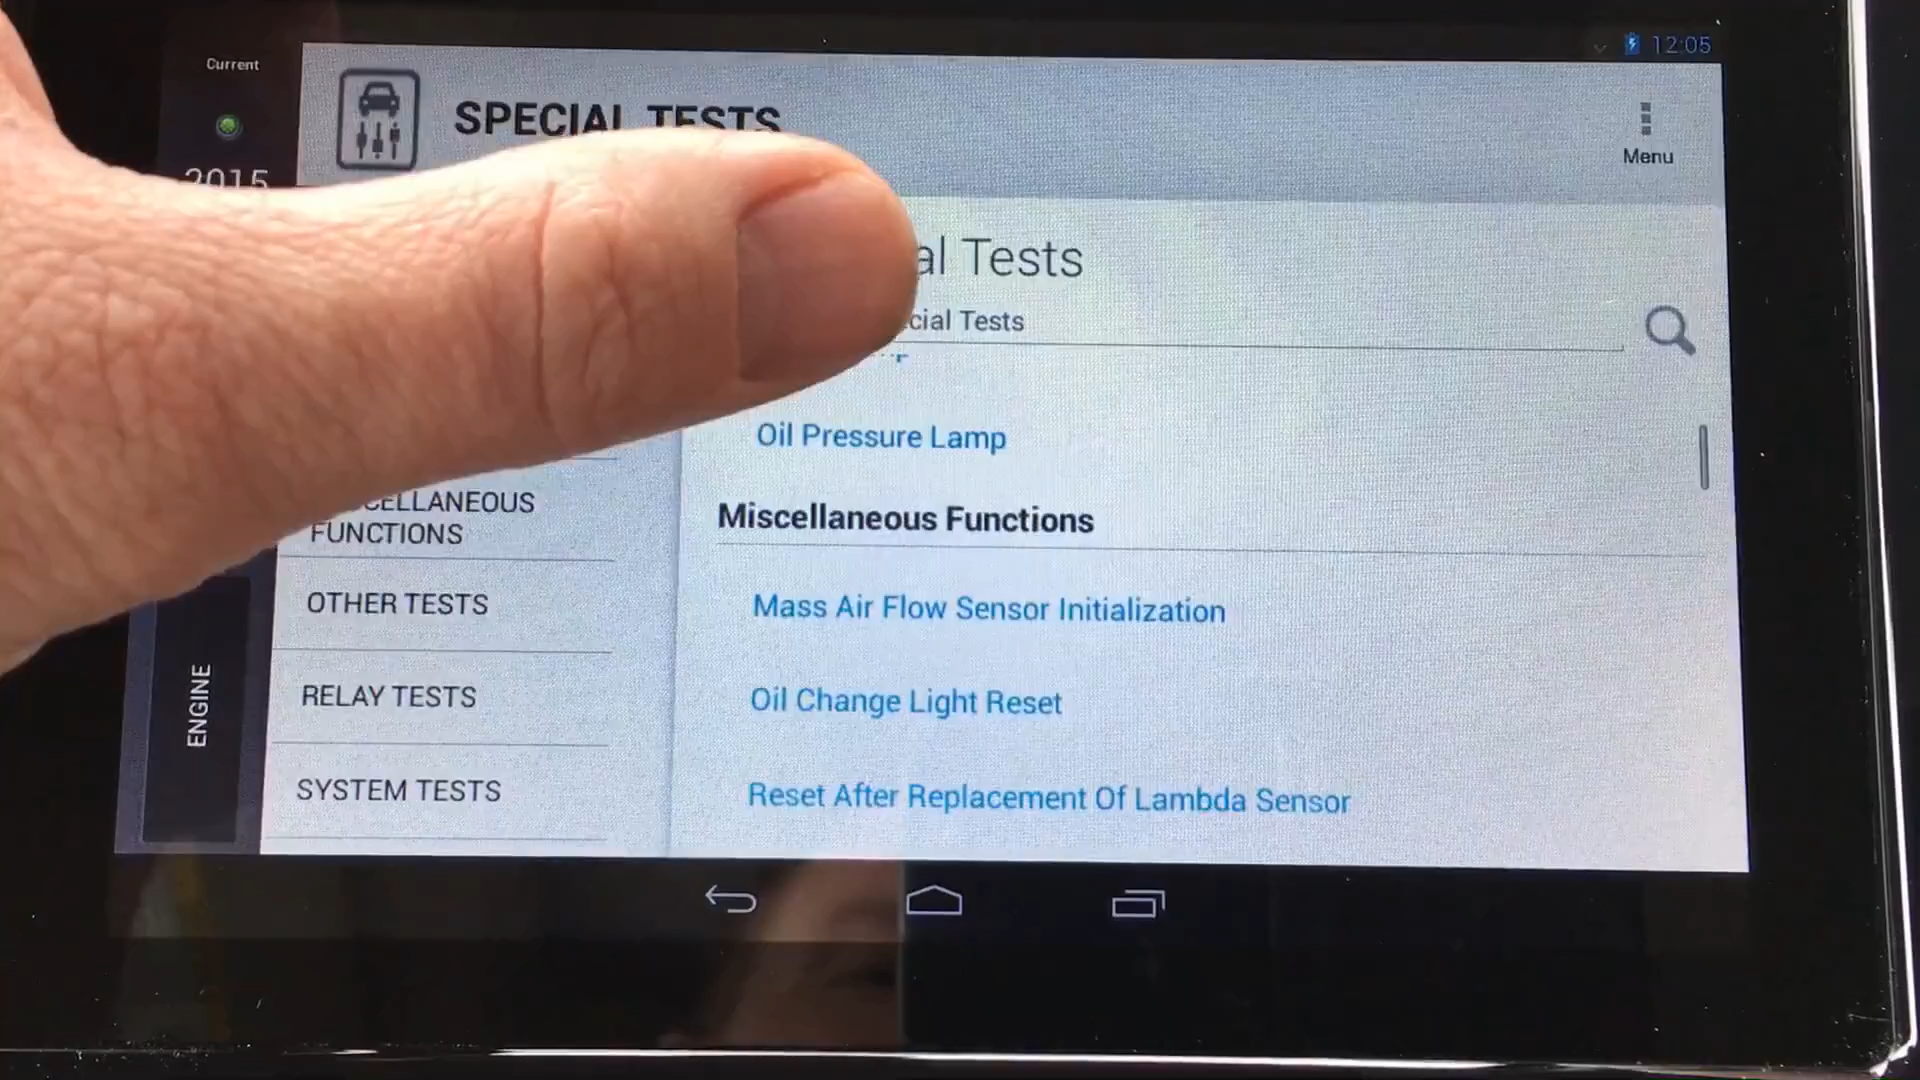 12:05
Current
SPECIAL TESTS
Menu
2015
Tests
Tests
Oil Pressure Lamp
Miscellaneous Functions
Mass Air Flow Sensor Initialization
Oil Change Light Reset
Reset After Replacement Of Lambda Sensor
FUNCTIONS
OTHER TESTS
RELAY TESTS
SYSTEM TESTS
ENGINE